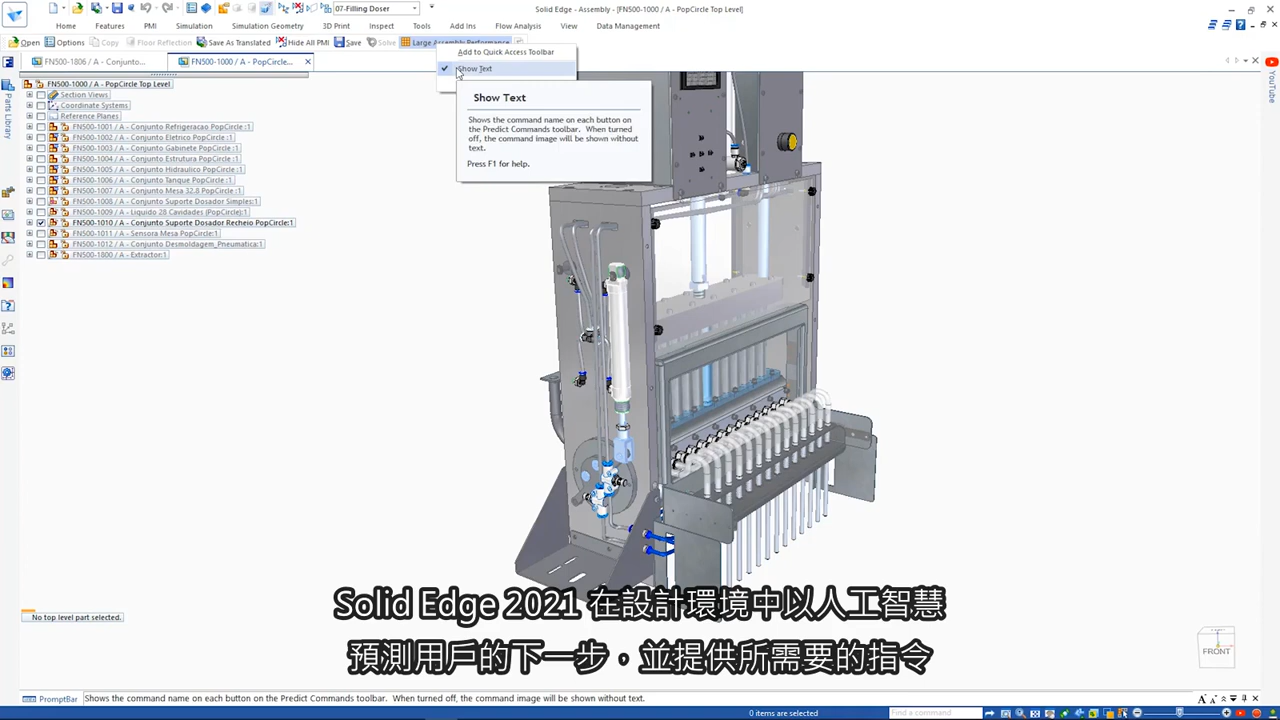 07-Filling Doser
Solid Edge - Assembly - [FN500-1000 / A - PopCircle Top Level]
Home Features PMI Simulation Simulation Geometry 3D Print Inspect Tools Add Ins Flow Analysis View Data Management
Open Options Copy Floor Reflection Save As Translated Hide All PMI Save Solve Large Assembly Performance
Add to Quick Access Toolbar
FN500-1806 / A - Conjunto...
FN500-1000 / A - PopCircle...
Show Text
Show Text
Shows the command name on each button on
the Predict Commands toolbar. When turned
off, the command image will be shown without
text.
Press F1 for help.
YouTube
Parts Library
FN500-1000 / A - PopCircle Top Level
Section Views
Coordinate Systems
Reference Planes
FN500-1001 / A - Conjunto Refrigeracao PopCircle :1
FN500-1002 / A - Conjunto Eletrico PopCircle :1
FN500-1003 / A - Conjunto Gabinete PopCircle :1
FN500-1004 / A - Conjunto Estrutura PopCircle :1
FN500-1005 / A - Conjunto Hidraulico PopCircle :1
FN500-1006 / A - Conjunto Tanque PopCircle :1
FN500-1007 / A - Conjunto Mesa 32.8 PopCircle :1
FN500-1008 / A - Conjunto Suporte Dosador Simples:1
FN500-1009 / A - Liquido 28 Cavidades (PopCircle):1
FN500-1010 / A - Conjunto Suporte Dosador Recheio PopCircle:1
FN500-1011 / A - Sensora Mesa PopCircle:1
FN500-1012 / A - Conjunto Desmoldagem_Pneumatica:1
FN500-1800 / A - Extractor:1
Solid Edge 2021 在設計環境中以人工智慧
預測用戶的下一步，並提供所需要的指令
No top level part selected.
FRONT
PromptBar Shows the command name on each button on the Predict Commands toolbar. When turned off, the command image will be shown without text.
0 items are selected
Find a command